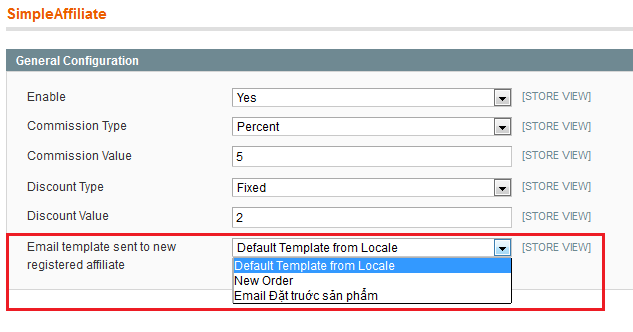 SimpleAffiliate
General Configuration
Enable Yes [STORE VIEW]
Commission Type Percent [STORE VIEW]
Commission Value 5 [STORE VIEW]
Discount Type Fixed [STORE VIEW]
Discount Value 2 [STORE VIEW]
Email template sent to new Default Template from Locale [STORE VIEW]
registered affiliate Default Template from Locale
New Order
Email Đặt trước sản phẩm